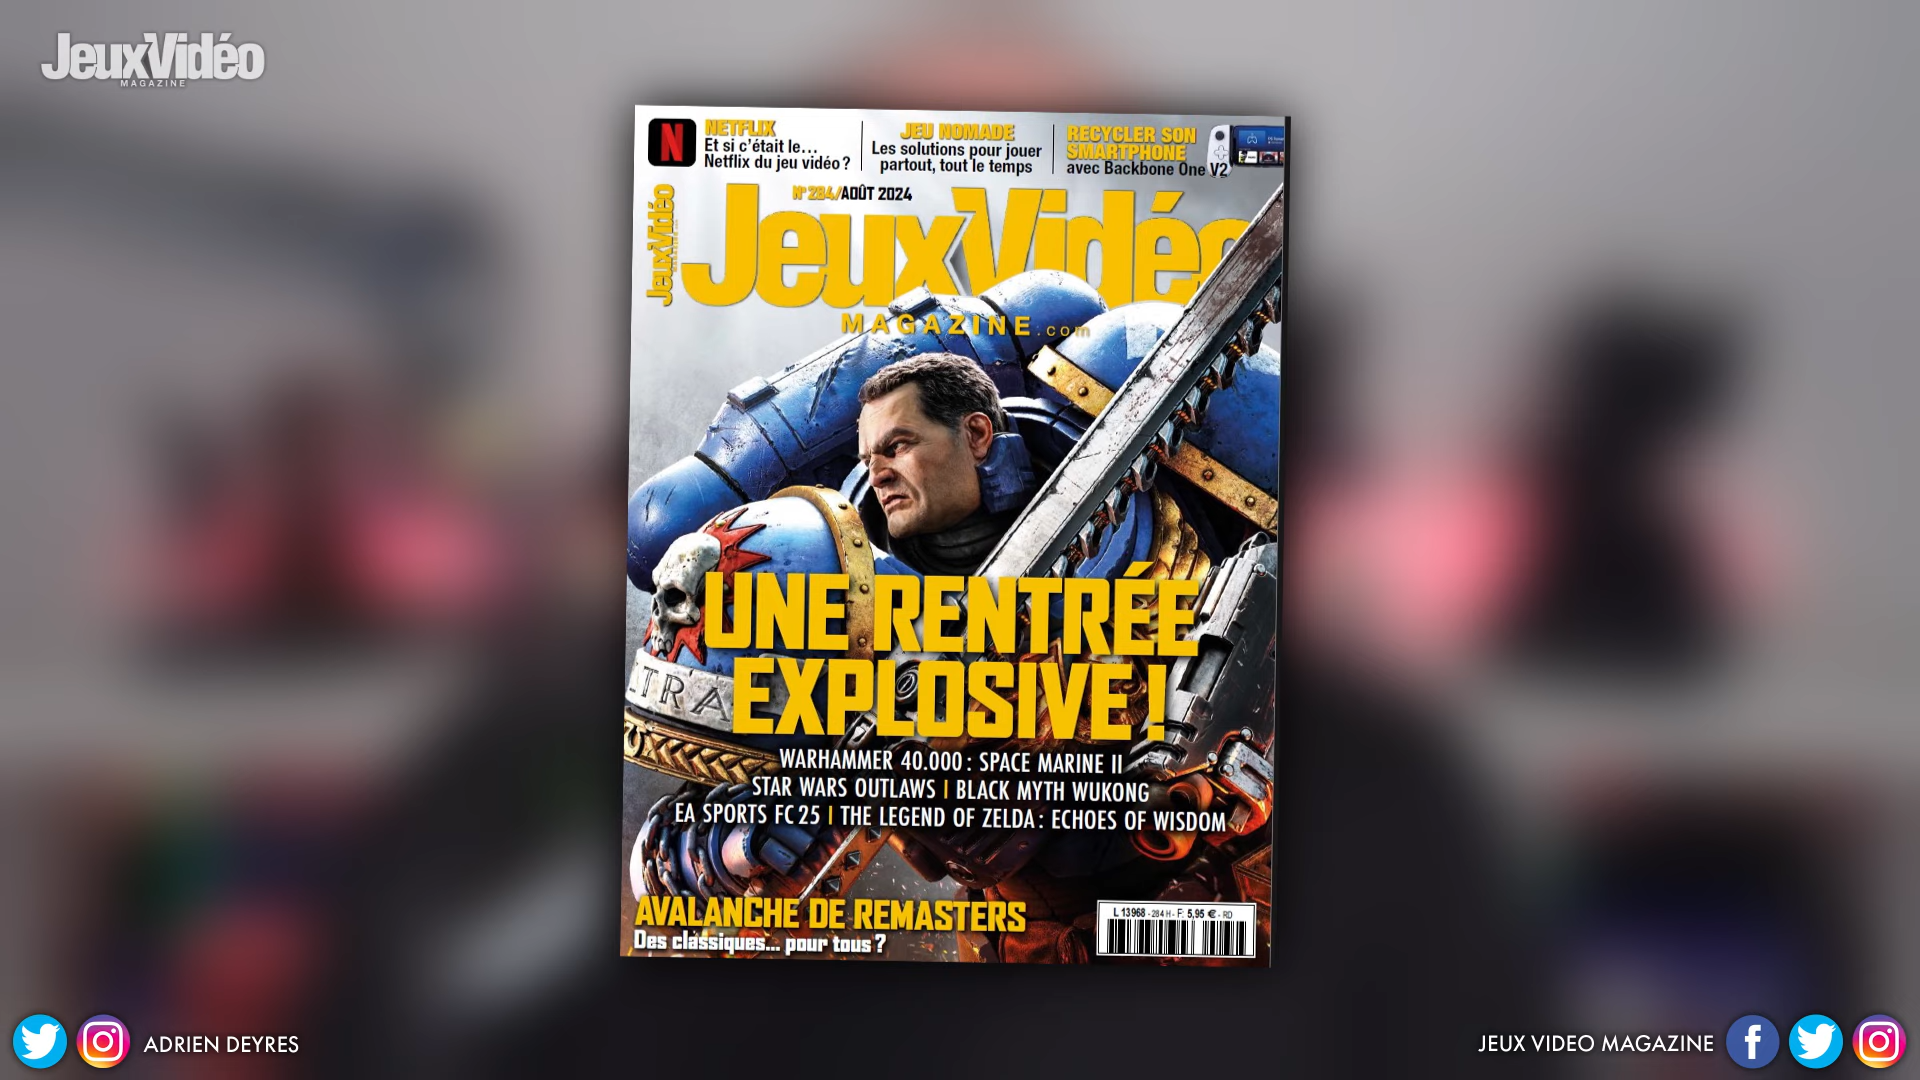 JeuxVidéo
MAGAZINE
NETFLIX
Et si c’était le…
Netflix du jeu vidéo ?
JEU NOMADE
Les solutions pour jouer
partout, tout le temps
RECYCLER SON
SMARTPHONE
avec Backbone One V2
N° 284/AOÛT 2024
JeuxVidéo
JeuxVidéo
MAGAZINE.com
UNE RENTRÉE
EXPLOSIVE !
LTRA
WARHAMMER 40.000 : SPACE MARINE II
STAR WARS OUTLAWS | BLACK MYTH WUKONG
EA SPORTS FC 25 | THE LEGEND OF ZELDA : ECHOES OF WISDOM
AVALANCHE DE REMASTERS
Des classiques... pour tous ?
L 13968 - 284 H - F: 5,95 € - RD
ADRIEN DEYRES
JEUX VIDEO MAGAZINE